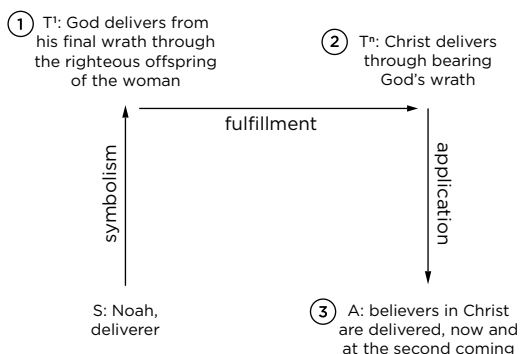 1 T¹: God delivers from
his final wrath through
the righteous offspring
of the woman
2 Tⁿ: Christ delivers
through bearing
God’s wrath
fulfillment
symbolism
application
S: Noah,
deliverer
3 A: believers in Christ
are delivered, now and
at the second coming